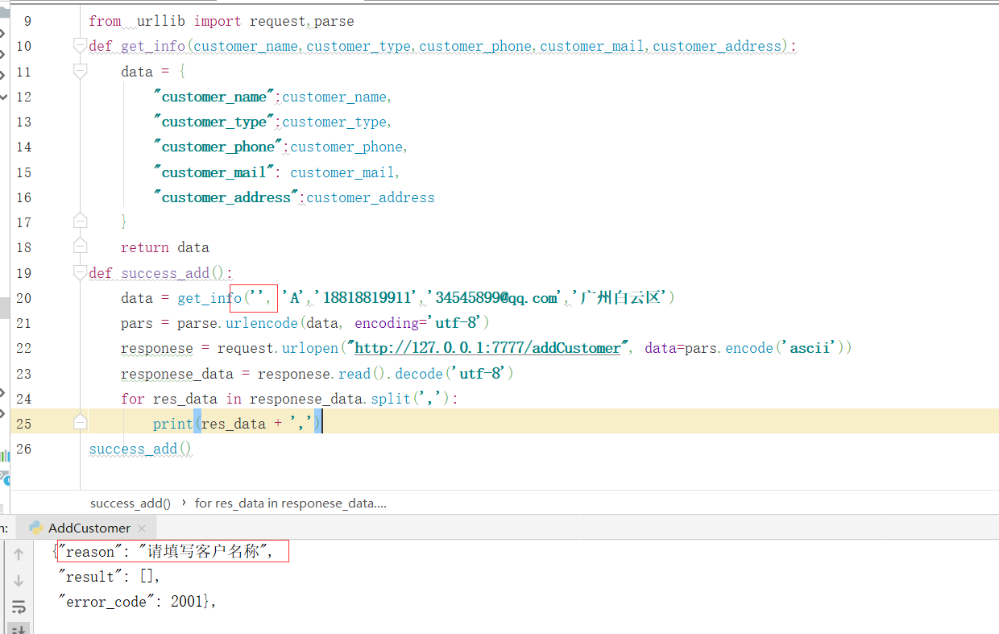 9 from  urllib import request,parse
10 def get_info(customer_name,customer_type,customer_phone,customer_mail,customer_address):
11 data = {
12 "customer_name":customer_name,
13 "customer_type":customer_type,
14 "customer_phone":customer_phone,
15 "customer_mail": customer_mail,
16 "customer_address":customer_address
17 }
18 return data
19 def success_add():
20 data = get_info('', 'A','18818819911','34545899@qq.com','广州白云区')
21 pars = parse.urlencode(data, encoding='utf-8')
22 responese = request.urlopen("http://127.0.0.1:7777/addCustomer", data=pars.encode('ascii'))
23 responese_data = responese.read().decode('utf-8')
24 for res_data in responese_data.split(','):
25 print(res_data + ',')
26 success_add()
success_add() › for res_data in responese_data....
n: AddCustomer ×
{"reason": "请填写客户名称",
"result": [],
"error_code": 2001},